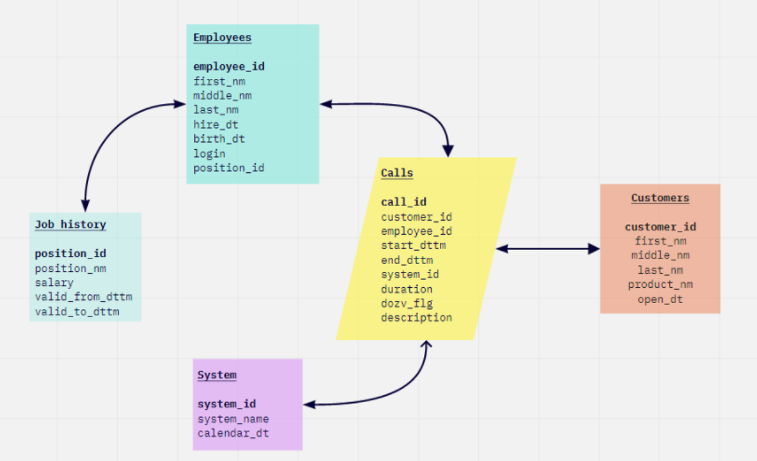 Employees
employee_id
first_nm
middle_nm
last_nm
hire_dt
birth_dt
login
position_id
Job history
position_id
position_nm
salary
valid_from_dttm
valid_to_dttm
Calls
call_id
customer_id
employee_id
start_dttm
end_dttm
system_id
duration
dozv_flg
description
Customers
customer_id
first_nm
middle_nm
last_nm
product_nm
open_dt
System
system_id
system_name
calendar_dt